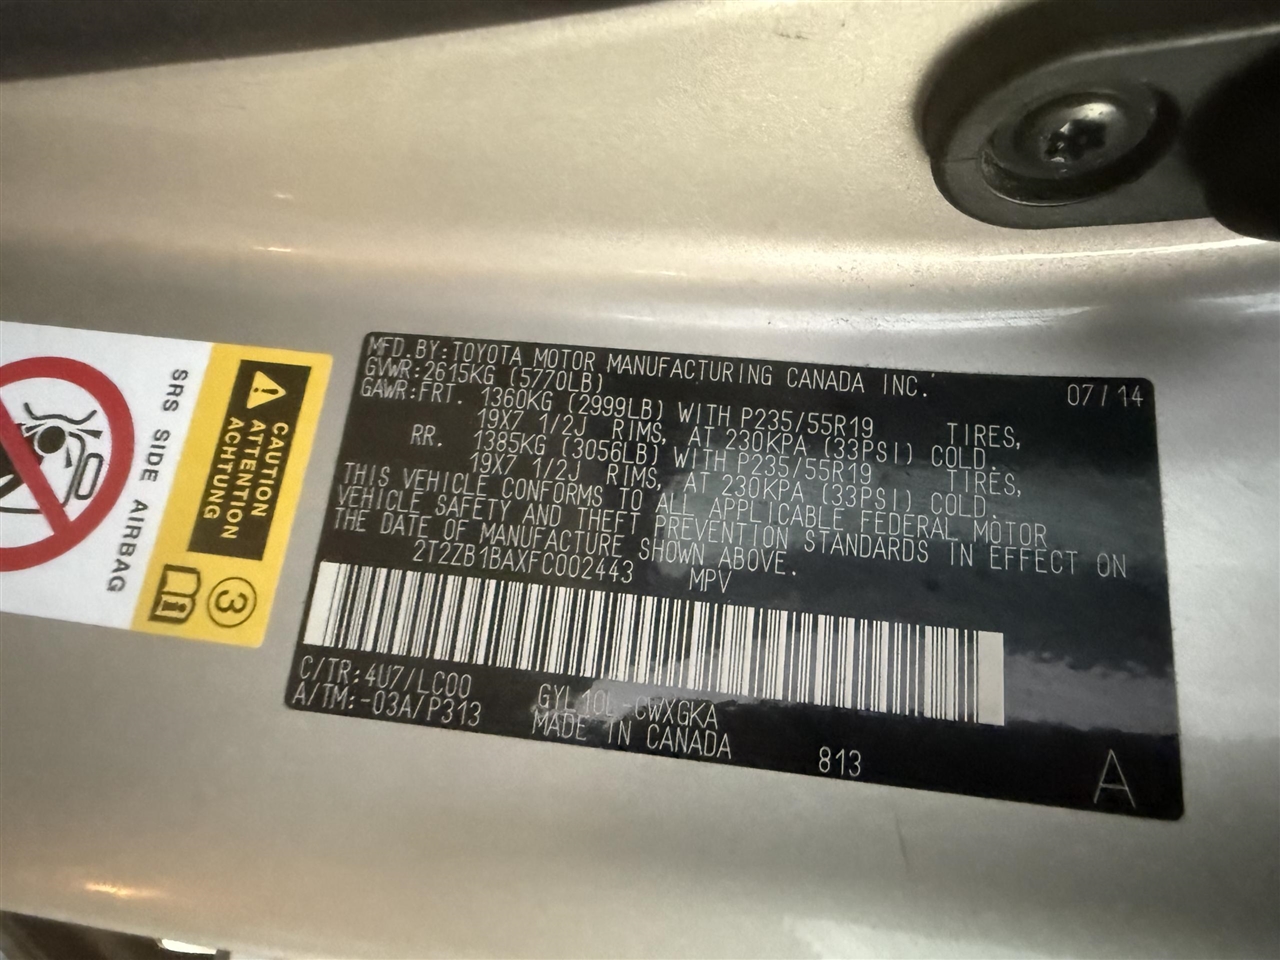 MFD. BY: TOYOTA MOTOR MANUFACTURING CANADA INC. 07/14
GVWR: 2615KG (5770LB)
GAWR: FRT. 1360KG (2999LB) WITH P235/55R19 TIRES,
19X7 1/2J RIMS, AT 230KPA (33PSI) COLD.
RR. 1385KG (3056LB) WITH P235/55R19 TIRES,
19X7 1/2J RIMS, AT 230KPA (33PSI) COLD.
THIS VEHICLE CONFORMS TO ALL APPLICABLE FEDERAL MOTOR
VEHICLE SAFETY AND THEFT PREVENTION STANDARDS IN EFFECT ON
THE DATE OF MANUFACTURE SHOWN ABOVE.
2T2ZB1BAXFC002443 MPV
C/TR: 4U7/LC00 GYL10L-CWXGKA
A/TM: -03A/P313 MADE IN CANADA 813 A
CAUTION
ATTENTION
ACHTUNG
3
SRS SIDE AIRBAG